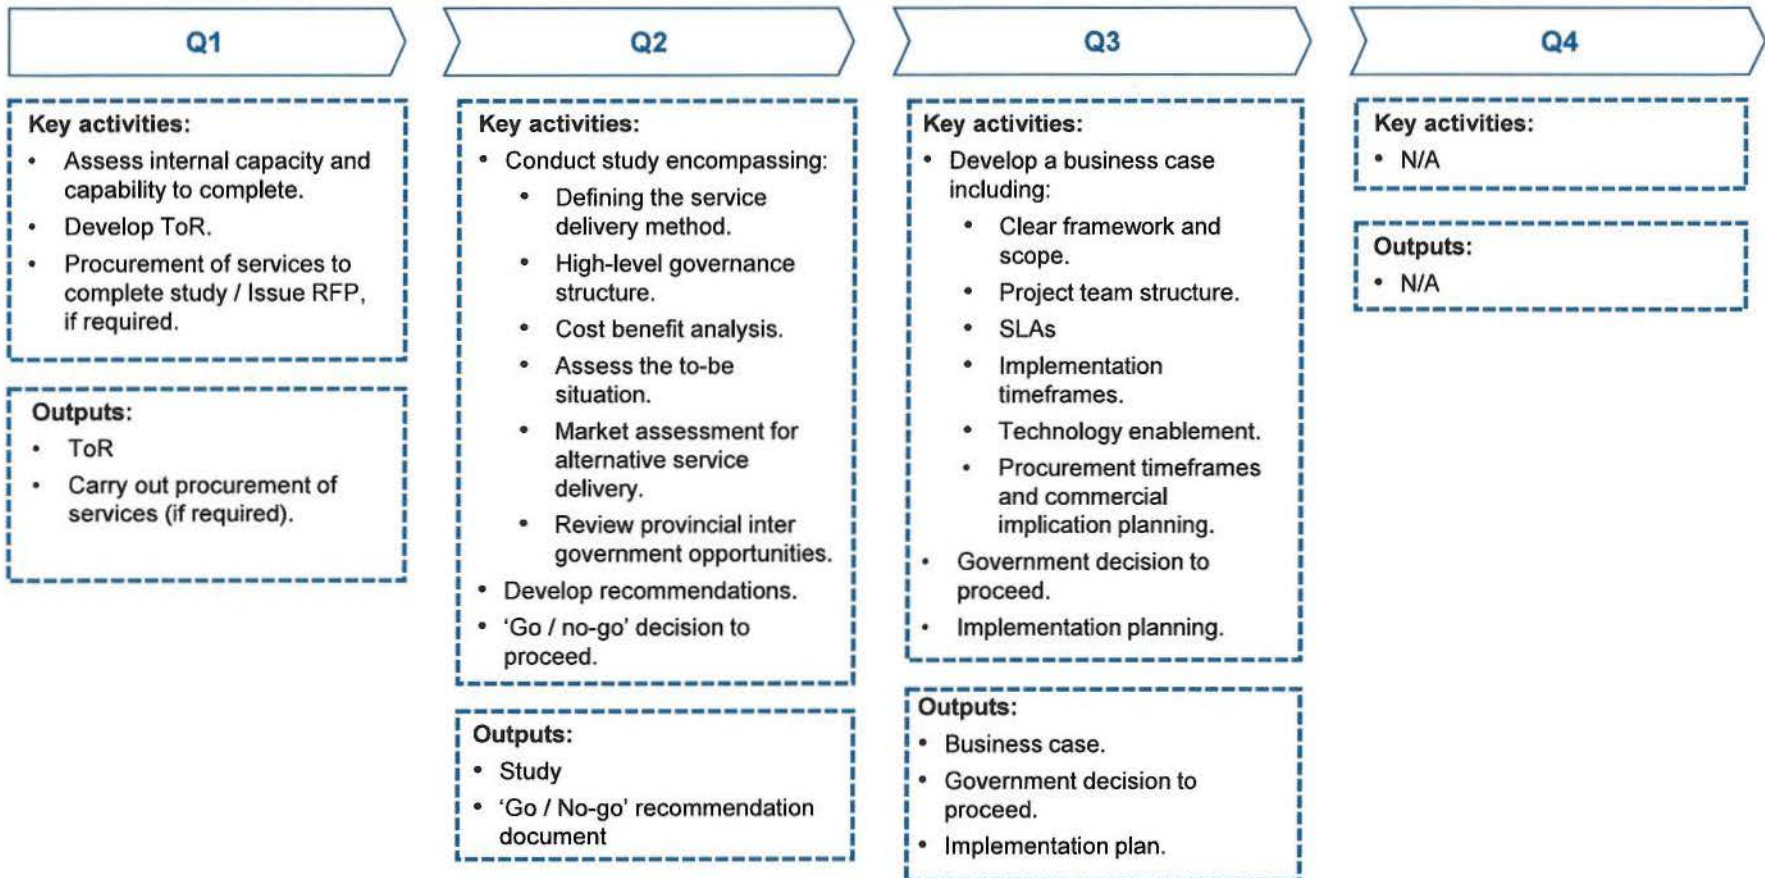 Q1
Key activities:
• Assess internal capacity and
capability to complete.
• Develop ToR.
• Procurement of services to
complete study / Issue RFP,
if required.
Outputs:
• ToR
• Carry out procurement of
services (if required).
Q2
Key activities:
• Conduct study encompassing:
• Defining the service
delivery method.
• High-level governance
structure.
• Cost benefit analysis.
• Assess the to-be
situation.
• Market assessment for
alternative service
delivery.
• Review provincial inter
government opportunities.
• Develop recommendations.
• ‘Go / no-go’ decision to
proceed.
Outputs:
• Study
• ‘Go / No-go’ recommendation
document
Q3
Key activities:
• Develop a business case
including:
• Clear framework and
scope.
• Project team structure.
• SLAs
• Implementation
timeframes.
• Technology enablement.
• Procurement timeframes
and commercial
implication planning.
• Government decision to
proceed.
• Implementation planning.
Outputs:
• Business case.
• Government decision to
proceed.
• Implementation plan.
Q4
Key activities:
• N/A
Outputs:
• N/A